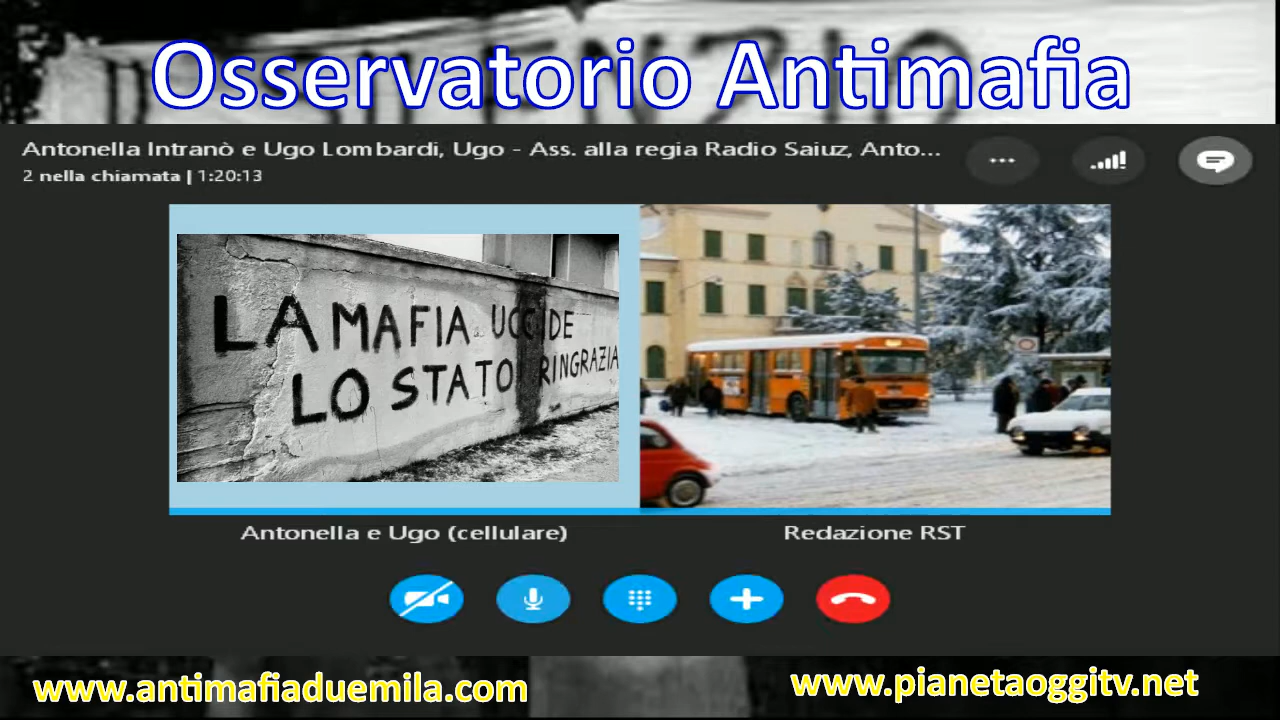 Osservatorio Antimafia
Antonella Intranò e Ugo Lombardi, Ugo - Ass. alla regia Radio Saiuz, Anto...
2 nella chiamata | 1:20:13
LA MAFIA UCCIDE
LO STATO RINGRAZIA
Antonella e Ugo (cellulare)
Redazione RST
www.antimafiaduemila.com
www.pianetaoggitv.net